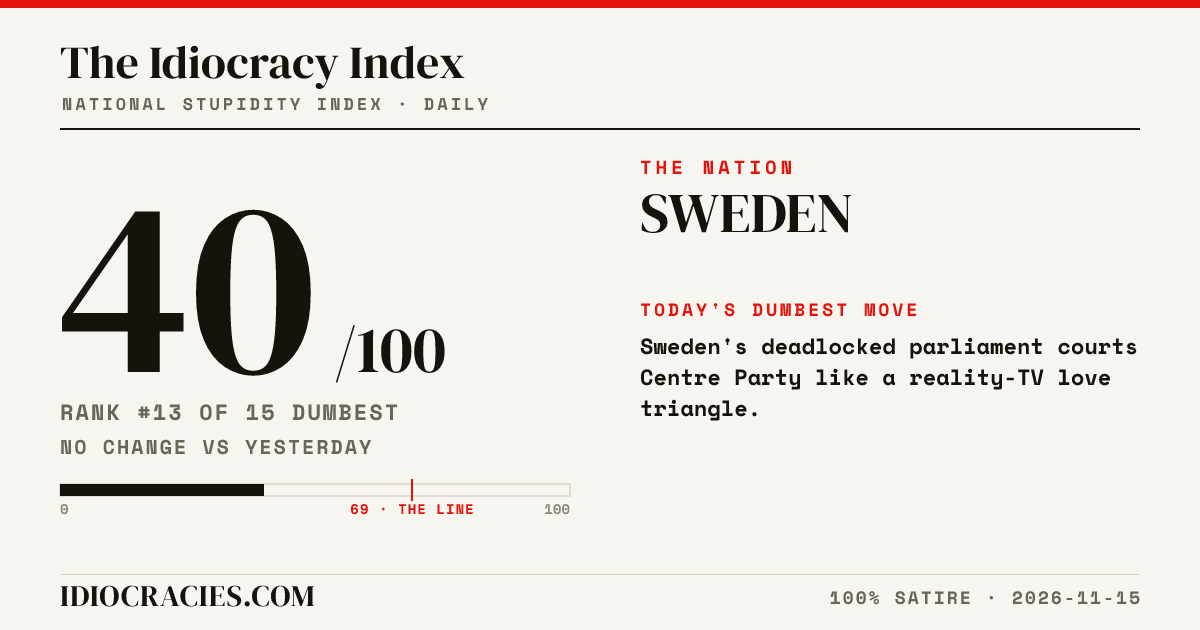 The Idiocracy Index
NATIONAL STUPIDITY INDEX · DAILY
40 /100
RANK #13 OF 15 DUMBEST
NO CHANGE VS YESTERDAY
0
69 · THE LINE
100
THE NATION
SWEDEN
TODAY'S DUMBEST MOVE
Sweden's deadlocked parliament courts
Centre Party like a reality-TV love
triangle.
IDIOCRACIES.COM
100% SATIRE · 2026-11-15